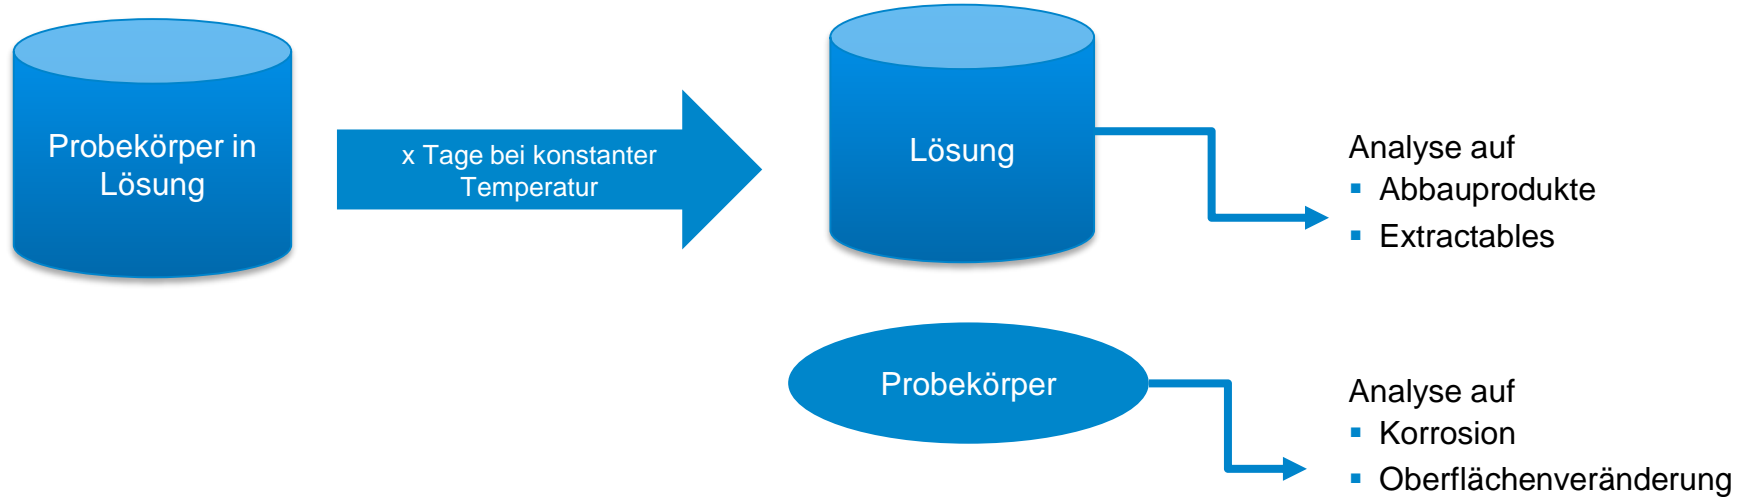 Probekörper in
Lösung
x Tage bei konstanter
Temperatur
Lösung
Analyse auf
▪ Abbauprodukte
▪ Extractables
Probekörper
Analyse auf
▪ Korrosion
▪ Oberflächenveränderung